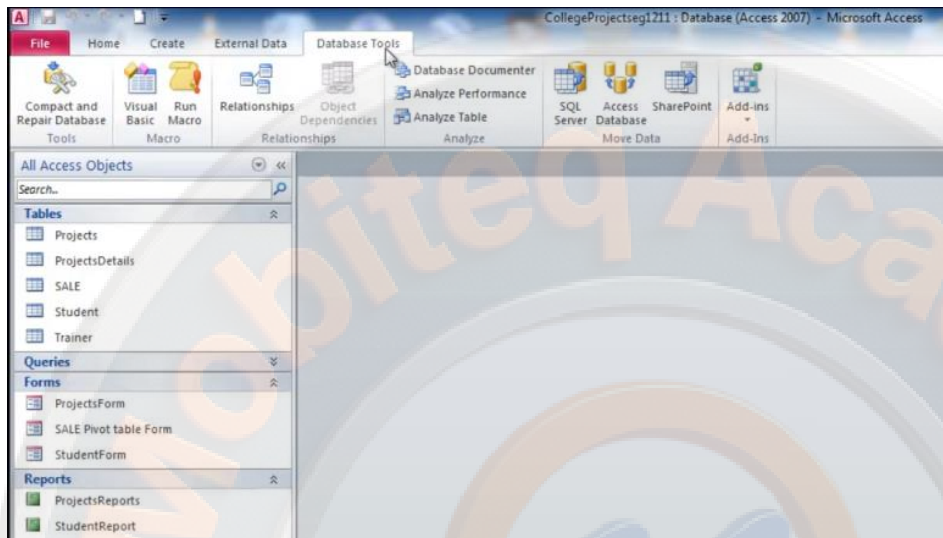 CollegeProjectseg1211 : Database (Access 2007) - Microsoft Access
File Home Create External Data Database Tools
Compact and Repair Database
Visual Basic
Run Macro
Relationships
Object Dependencies
Database Documenter
Analyze Performance
Analyze Table
SQL Server
Access Database
SharePoint
Add-ins
Tools Macro Relationships Analyze Move Data Add-Ins
All Access Objects
Search..
Tables
Projects
ProjectsDetails
SALE
Student
Trainer
Queries
Forms
ProjectsForm
SALE Pivot table Form
StudentForm
Reports
ProjectsReports
StudentReport
Mobiteq Aca